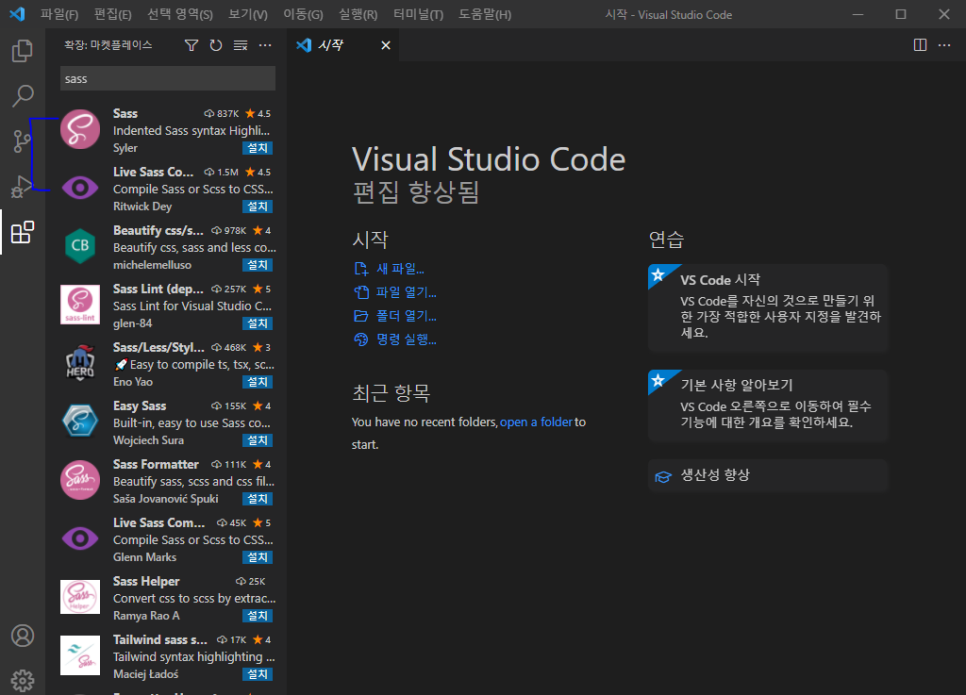 파일(F) 편집(E) 선택 영역(S) 보기(V) 이동(G) 실행(R) 터미널(T) 도움말(H) 시작 - Visual Studio Code
확장: 마켓플레이스
시작
sass
Sass 837K 4.5
Indented Sass syntax Highli...
Syler 설치
Live Sass Co... 1.5M 4.5
Compile Sass or Scss to CSS...
Ritwick Dey 설치
CB
Beautify css/s... 978K 4
Beautify css, sass and less co...
michelemelluso 설치
sass-lint
Sass Lint (dep... 257K 5
Sass Lint for Visual Studio C...
glen-84 설치
HERO
Sass/Less/Styl... 468K 3
🚀 Easy to compile ts, tsx, sc...
Eno Yao 설치
Easy Sass 155K 4
Built-in, easy to use Sass co...
Wojciech Sura 설치
Sass
Sass Formatter 111K 4
Beautify sass, scss and css fil...
Saša Jovanović Spuki 설치
Live Sass Com... 45K 5
Compile Sass or Scss to CSS...
Glenn Marks 설치
Sass
Helper
Sass Helper 25K
Convert css to scss by extrac...
Ramya Rao A 설치
Sass
Tailwind sass s... 17K 4
Tailwind syntax highlighting ...
Maciej Ładoś 설치
Visual Studio Code
편집 향상됨
시작
새 파일...
파일 열기...
폴더 열기...
명령 실행...
최근 항목
You have no recent folders, open a folder to
start.
연습
VS Code 시작
VS Code를 자신의 것으로 만들기 위
한 가장 적합한 사용자 지정을 발견하
세요.
기본 사항 알아보기
VS Code 오른쪽으로 이동하여 필수
기능에 대한 개요를 확인하세요.
생산성 향상